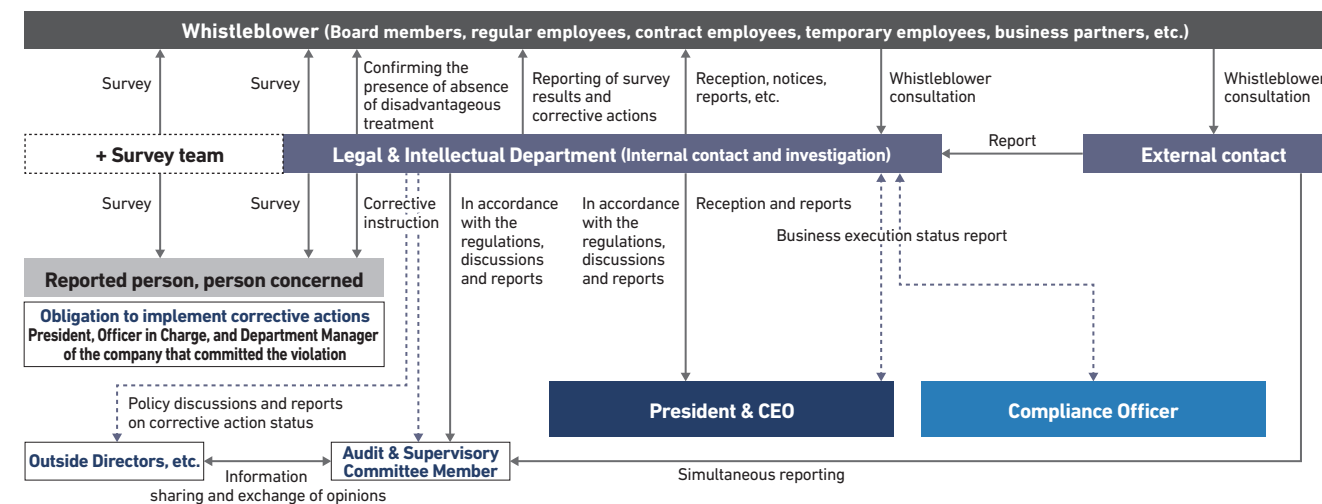 Whistleblower (Board members, regular employees, contract employees, temporary employees, business partners, etc.)
Survey
Survey
Confirming the
presence of absence
of disadvantageous
treatment
Reporting of survey
results and
corrective actions
Reception, notices,
reports, etc.
Whistleblower
consultation
Whistleblower
consultation
+ Survey team
Legal & Intellectual Department (Internal contact and investigation)
Report
External contact
Survey
Survey
Corrective
instruction
In accordance
with the
regulations,
discussions
and reports
In accordance
with the
regulations,
discussions
and reports
Reception and reports
Business execution status report
Reported person, person concerned
Obligation to implement corrective actions
President, Officer in Charge, and Department Manager
of the company that committed the violation
President & CEO
Compliance Officer
Policy discussions and reports
on corrective action status
Outside Directors, etc.
Audit & Supervisory
Committee Member
Information
sharing and exchange of opinions
Simultaneous reporting